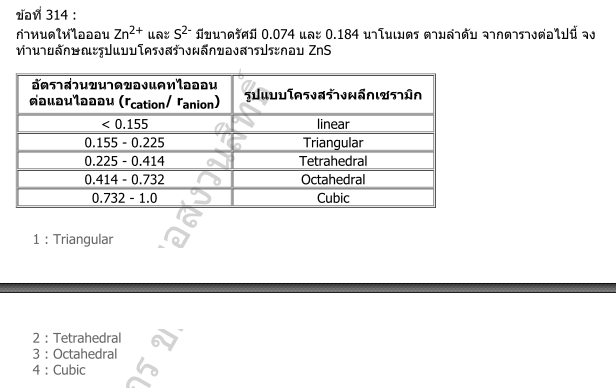 ข้อที่ 314 :
กำหนดให้ไอออน Zn2+ และ S2- มีขนาดรัศมี 0.074 และ 0.184 นาโนเมตร ตามลำดับ จากตารางต่อไปนี้ จง
ทำนายลักษณะรูปแบบโครงสร้างผลึกของสารประกอบ ZnS
อัตราส่วนขนาดของแคทไอออน
ต่อแอนไอออน (rcation/ ranion)
รูปแบบโครงสร้างผลึกเซรามิก
< 0.155 linear
0.155 - 0.225 Triangular
0.225 - 0.414 Tetrahedral
0.414 - 0.732 Octahedral
0.732 - 1.0 Cubic
1 : Triangular
2 : Tetrahedral
3 : Octahedral
4 : Cubic